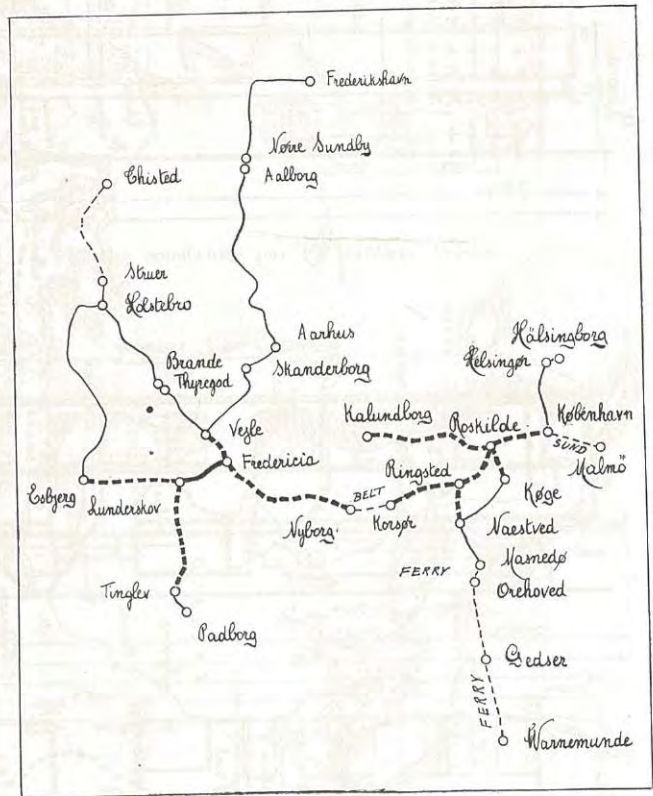 Frederikshavn
Nørre Sundby
Aalborg
Thisted
Struer
Holstebro
Aarhus
Skanderborg
Brande
Thyregod
Hälsingborg
Helsingør
København
SUND
Malmö
Kalundborg
Roskilde
Vejle
Fredericia
Ringsted
Køge
Esbjerg
Lunderskov
BELT
Nyborg
Korsør
Naestved
Masnedø
FERRY
Orehoved
Tinglev
Padborg
Gedser
FERRY
Warnemunde